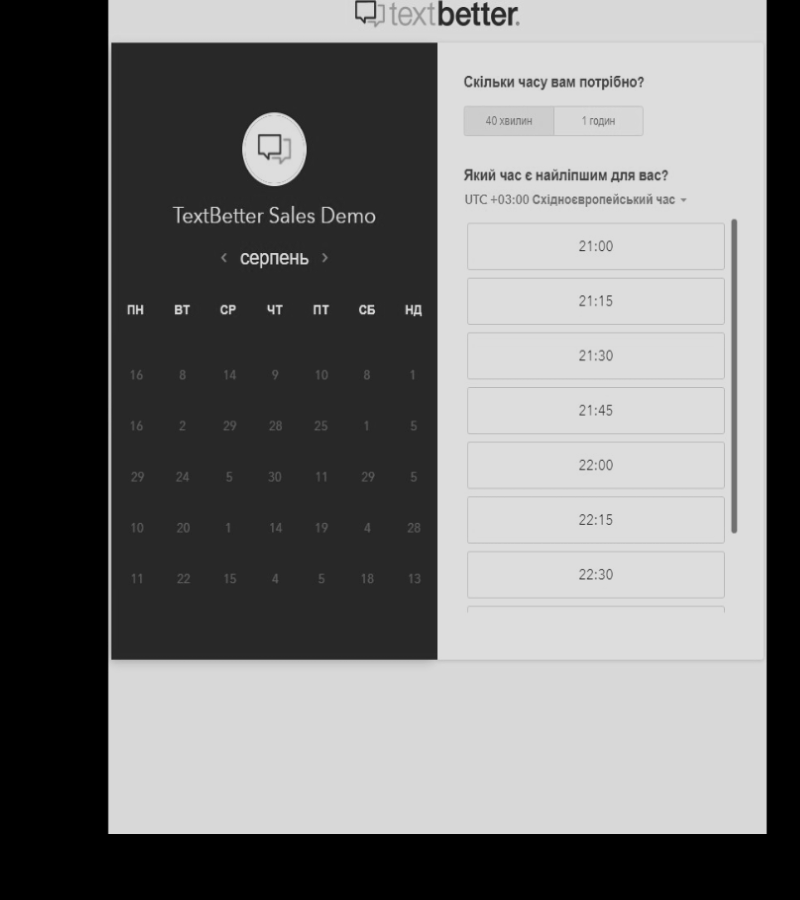 textbetter.
TextBetter Sales Demo
‹ серпень ›
ПН ВТ СР ЧТ ПТ СБ НД
16 8 14 9 10 8 1
16 2 29 28 25 1 5
29 24 5 30 11 29 5
10 20 1 14 19 4 28
11 22 15 4 5 18 13
Скільки часу вам потрібно?
40 хвилин 1 годин
Який час є найліпшим для вас?
UTC +03:00 Східноєвропейський час
21:00
21:15
21:30
21:45
22:00
22:15
22:30